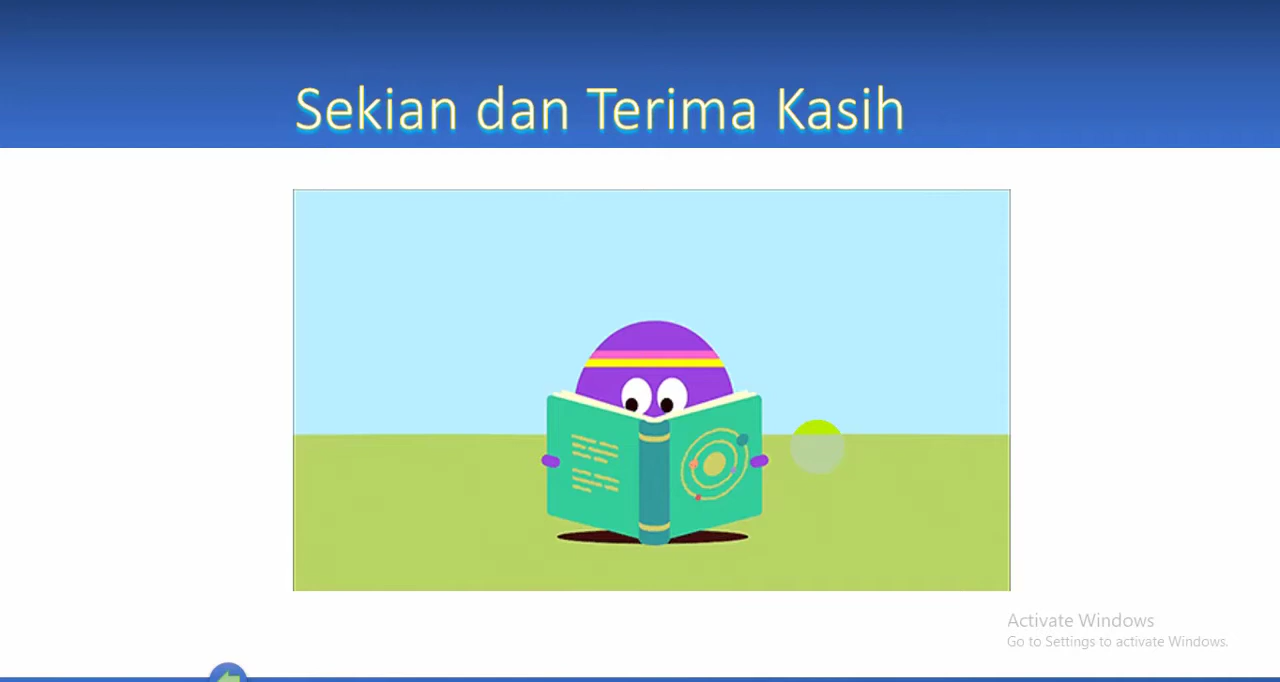 Sekian dan Terima Kasih
Activate Windows
Go to Settings to activate Windows.